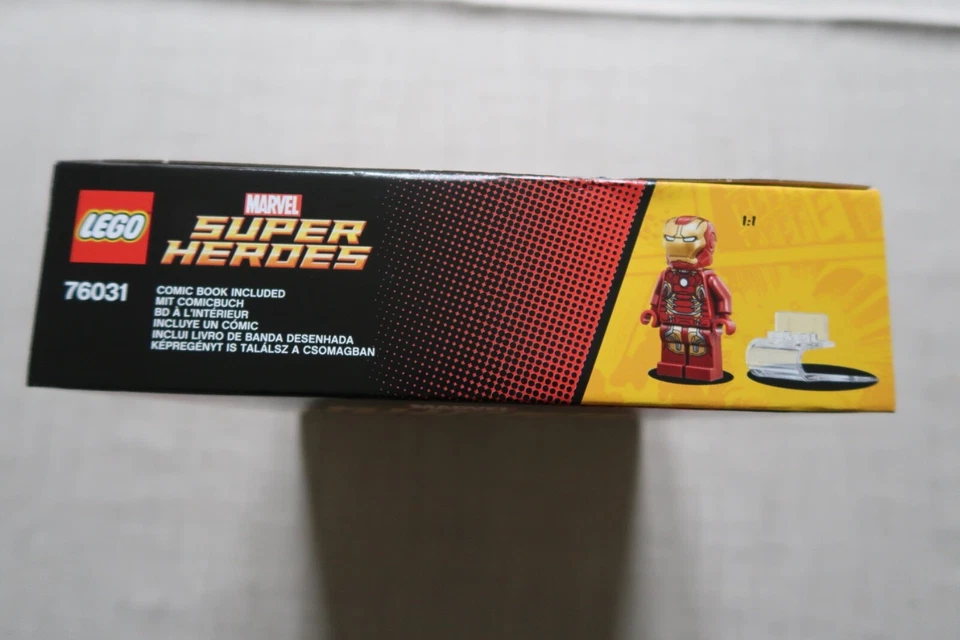 LEGO
MARVEL
SUPER
HEROES
76031
COMIC BOOK INCLUDED
MIT COMICBUCH
BD À L'INTÉRIEUR
INCLUYE UN CÓMIC
INCLUI LIVRO DE BANDA DESENHADA
KÉPREGÉNYT IS TALÁLSZ A CSOMAGBAN
1:1